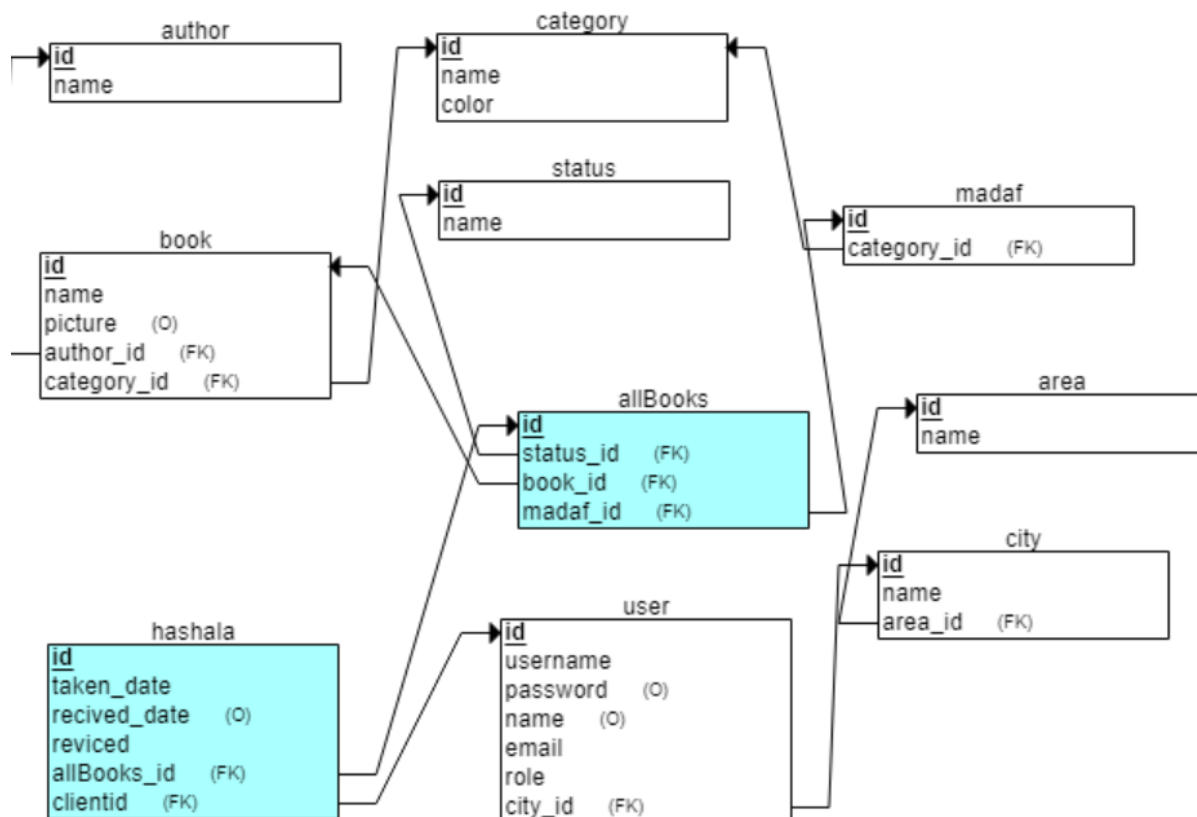 author
id
name
category
id
name
color
status
id
name
madaf
id
category_id (FK)
book
id
name
picture (O)
author_id (FK)
category_id (FK)
allBooks
id
status_id (FK)
book_id (FK)
madaf_id (FK)
area
id
name
city
id
name
area_id (FK)
hashala
id
taken_date
recived_date (O)
reviced
allBooks_id (FK)
clientid (FK)
user
id
username
password (O)
name (O)
email
role
city_id (FK)